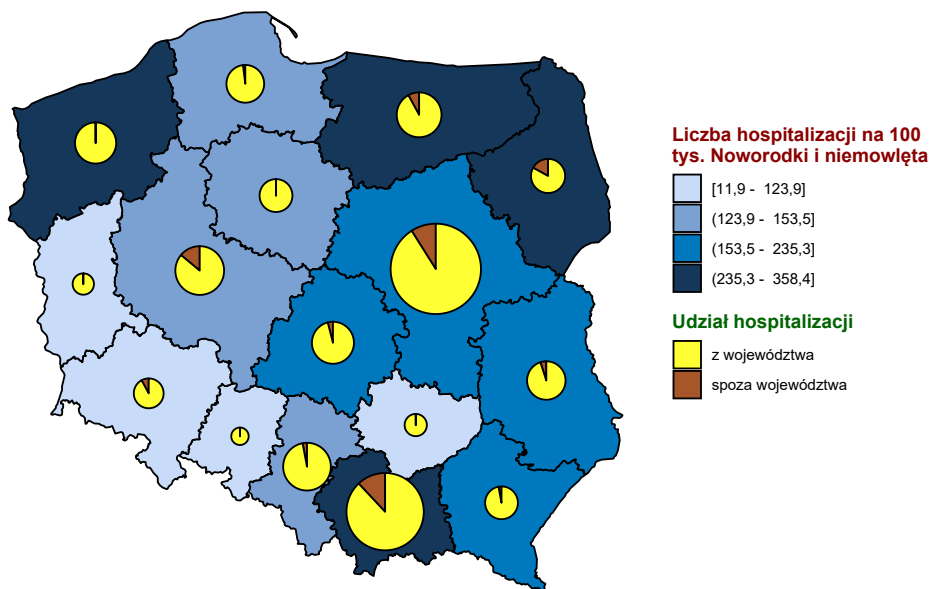 Liczba hospitalizacji na 100
tys. Noworodki i niemowlęta
[11,9 - 123,9]
(123,9 - 153,5]
(153,5 - 235,3]
(235,3 - 358,4]
Udział hospitalizacji
z województwa
spoza województwa